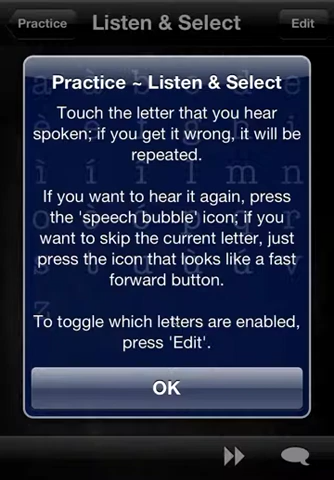 Practice Listen & Select Edit
Practice ~ Listen & Select
Touch the letter that you hear
spoken; if you get it wrong, it will be
repeated.
If you want to hear it again, press
the 'speech bubble' icon; if you
want to skip the current letter, just
press the icon that looks like a fast
forward button.
To toggle which letters are enabled,
press 'Edit'.
OK